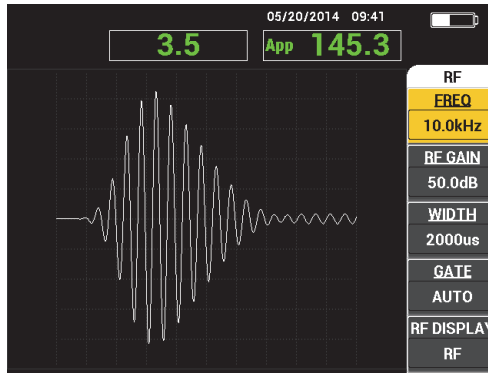 05/20/2014 09:41
3.5
App 145.3
RF
FREQ
10.0kHz
RF GAIN
50.0dB
WIDTH
2000us
GATE
AUTO
RF DISPLAY
RF